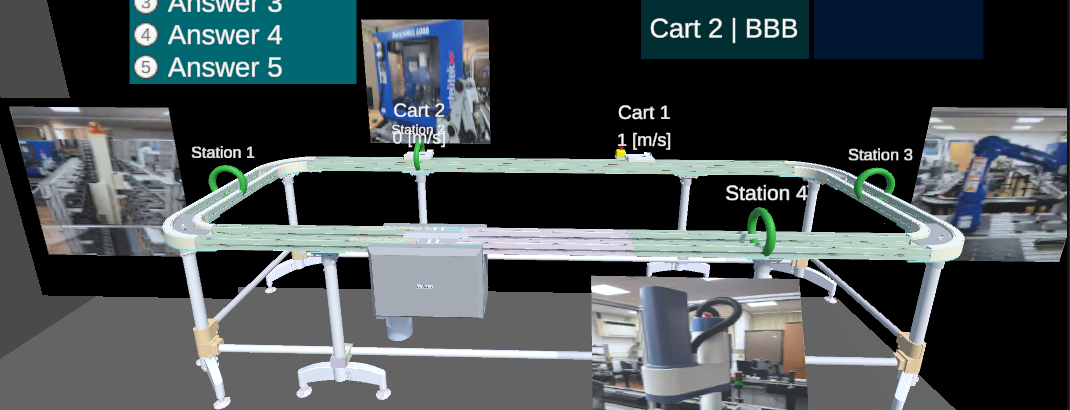 3 Answer 3
4 Answer 4
5 Answer 5
Cart 2 | BBB
Cart 2
Station 2
0 [m/s]
Cart 1
1 [m/s]
Station 1
Station 3
Station 4